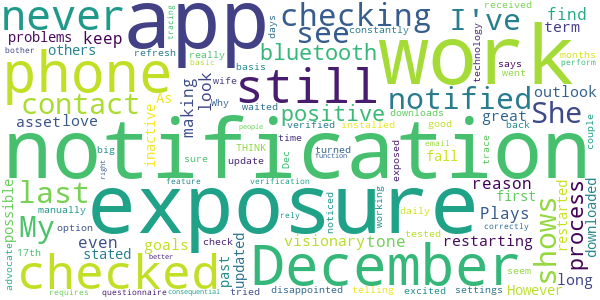 never
app
checking
I've
received
tracing
problems
others
keep
constantly
see
find
term
bother
refresh
really
basic
days
bluetooth
work
technology
says
went
months
perform
phone
basis
wife
Why
waited
still
notified
outlook
contact
As
look
making
inactive
positive
She
asset
love
verified
installed
downloads
good
great
back
couple
notification
big
sure
update
THINK
people
Dec
function
time
turned
email
exposed
trace
fall
reason
right
feature
verification
rely
noticed
working
daily
tested
correctly
first
possible
last
exposure
shows
process
restarted
downloaded
advocate
17th
manually
My
option
even
goals
check
past
updated
December
tone
Plays
restarting
long
stated
visionary
checked
requires
questionnaire
better
consequential
tried
disappointed
telling
excited
settings
seem
However